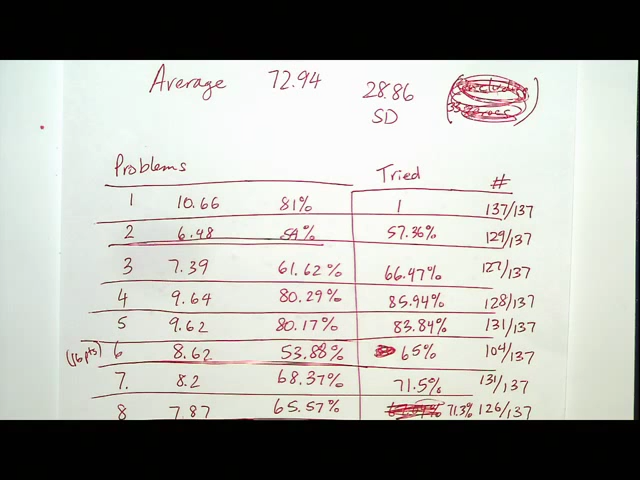 Average 72.94 28.86
SD
Problems Tried #
1 10.66 81% 1 137/137
2 6.48 54% 57.36% 129/137
3 7.39 61.62% 66.47% 127/137
4 9.64 80.29% 85.94% 128/137
5 9.62 80.17% 83.84% 131/137
(16 pts) 6 8.62 53.88% 65% 104/137
7. 8.2 68.37% 71.5% 131/137
8 7.87 65.57% 71.3% 126/137